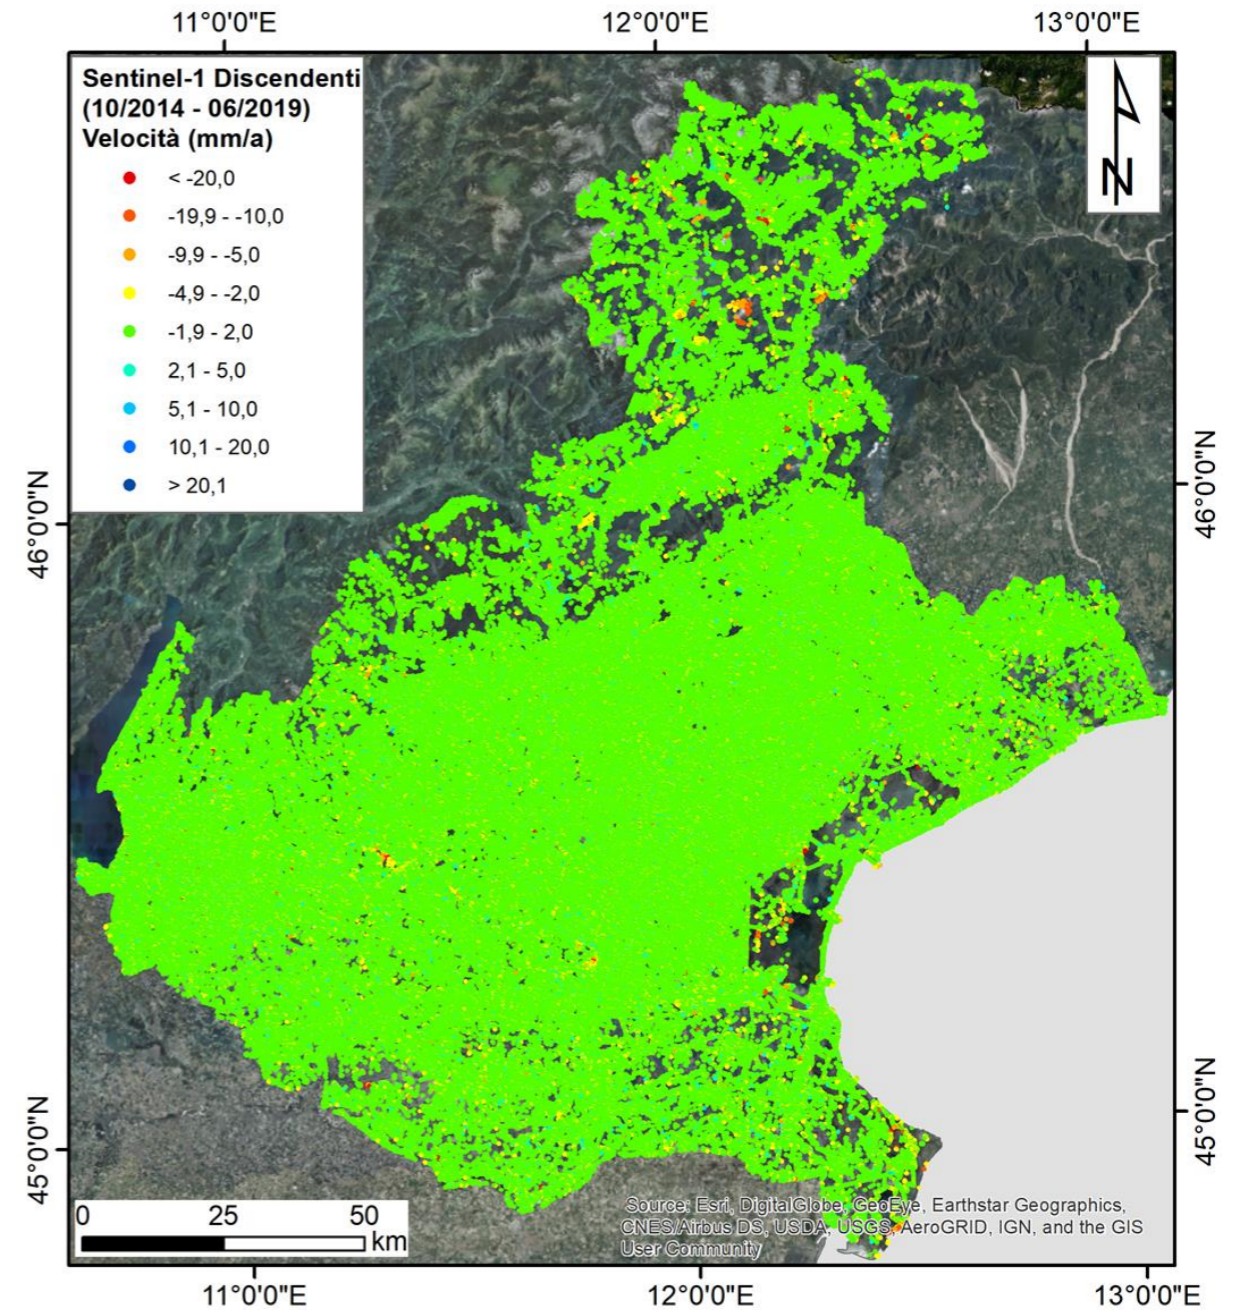 11°0'0"E
12°0'0"E
13°0'0"E
Sentinel-1 Discendenti
(10/2014 - 06/2019)
Velocità (mm/a)
< -20,0
-19,9 - -10,0
-9,9 - -5,0
-4,9 - -2,0
-1,9 - 2,0
2,1 - 5,0
5,1 - 10,0
10,1 - 20,0
> 20,1
N
46°0'0"N
46°0'0"N
45°0'0"N
45°0'0"N
0 25 50
km
Source: Esri, DigitalGlobe, GeoEye, Earthstar Geographics,
CNES/Airbus DS, USDA, USGS, AeroGRID, IGN, and the GIS
User Community
11°0'0"E
12°0'0"E
13°0'0"E